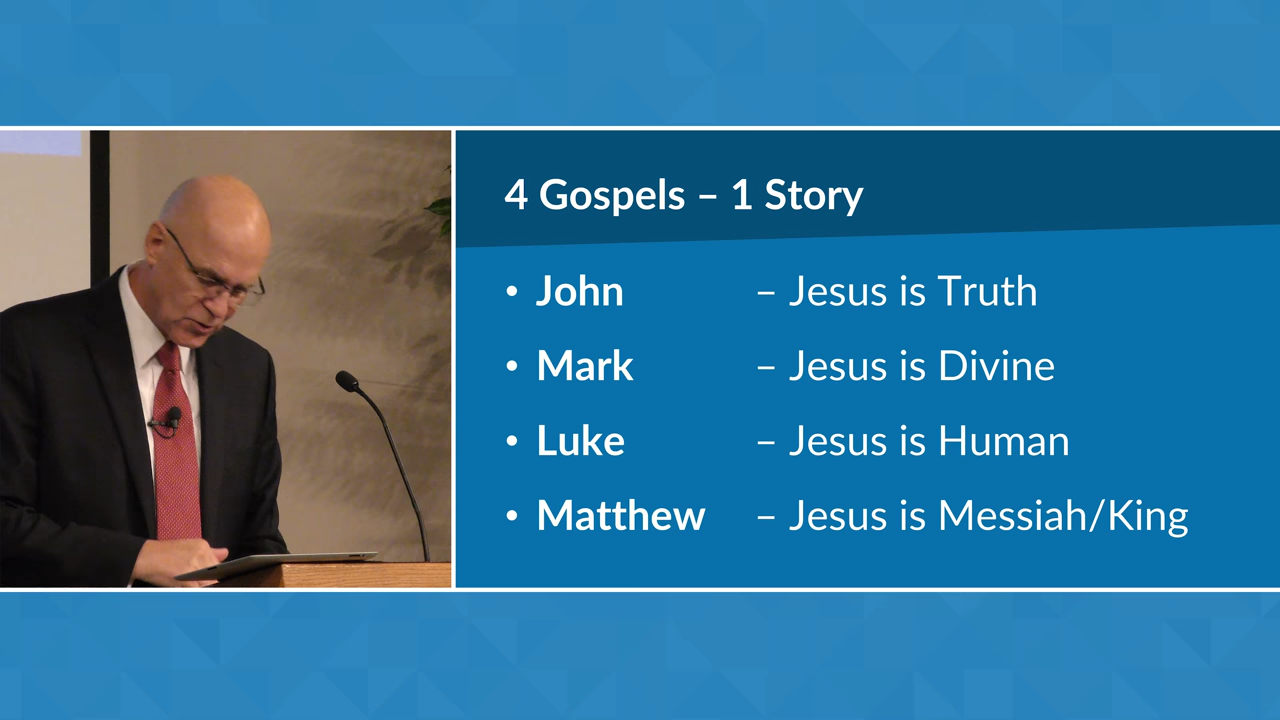 4 Gospels – 1 Story
• John – Jesus is Truth
• Mark – Jesus is Divine
• Luke – Jesus is Human
• Matthew – Jesus is Messiah/King